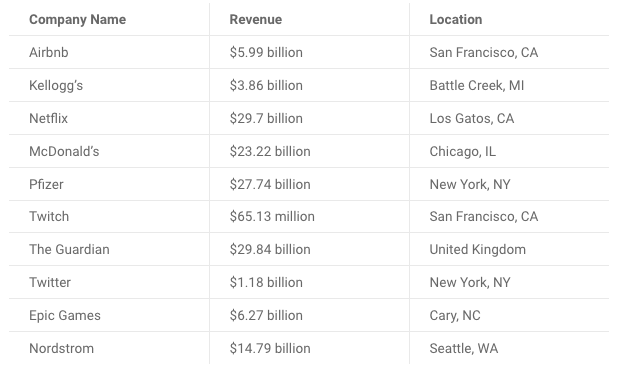 Company Name Revenue Location
Airbnb $5.99 billion San Francisco, CA
Kellogg’s $3.86 billion Battle Creek, MI
Netflix $29.7 billion Los Gatos, CA
McDonald’s $23.22 billion Chicago, IL
Pfizer $27.74 billion New York, NY
Twitch $65.13 million San Francisco, CA
The Guardian $29.84 billion United Kingdom
Twitter $1.18 billion New York, NY
Epic Games $6.27 billion Cary, NC
Nordstrom $14.79 billion Seattle, WA